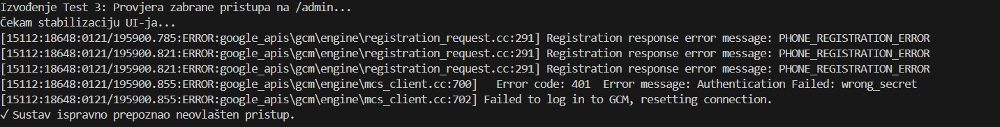 Izvođenje Test 3: Provjera zabrane pristupa na /admin...
Čekam stabilizaciju UI-ja...
[15112:18648:0121/195900.785:ERROR:google_apis\gcm\engine\registration_request.cc:291] Registration response error message: PHONE_REGISTRATION_ERROR
[15112:18648:0121/195900.821:ERROR:google_apis\gcm\engine\registration_request.cc:291] Registration response error message: PHONE_REGISTRATION_ERROR
[15112:18648:0121/195900.821:ERROR:google_apis\gcm\engine\registration_request.cc:291] Registration response error message: PHONE_REGISTRATION_ERROR
[15112:18648:0121/195900.855:ERROR:google_apis\gcm\engine\mcs_client.cc:700]   Error code: 401  Error message: Authentication Failed: wrong_secret
[15112:18648:0121/195900.855:ERROR:google_apis\gcm\engine\mcs_client.cc:702] Failed to log in to GCM, resetting connection.
✓ Sustav ispravno prepoznao neovlašten pristup.